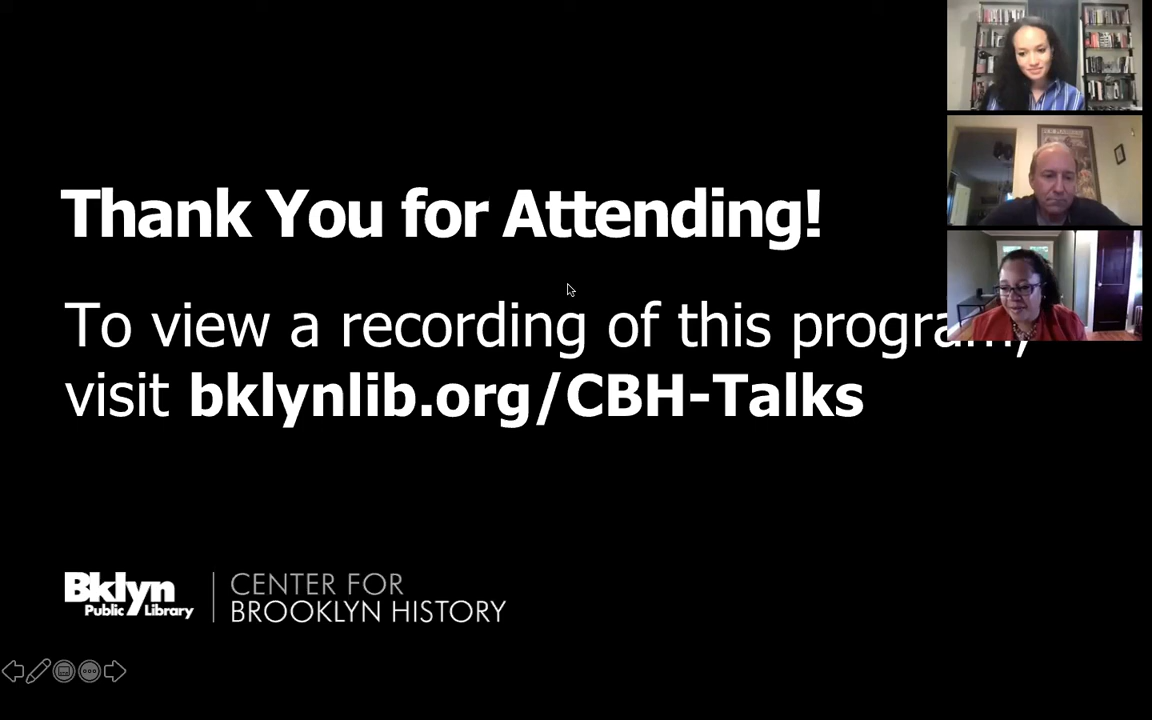 Thank You for Attending!
To view a recording of this program,
visit bklynlib.org/CBH-Talks
Bklyn
Public Library
CENTER FOR
BROOKLYN HISTORY